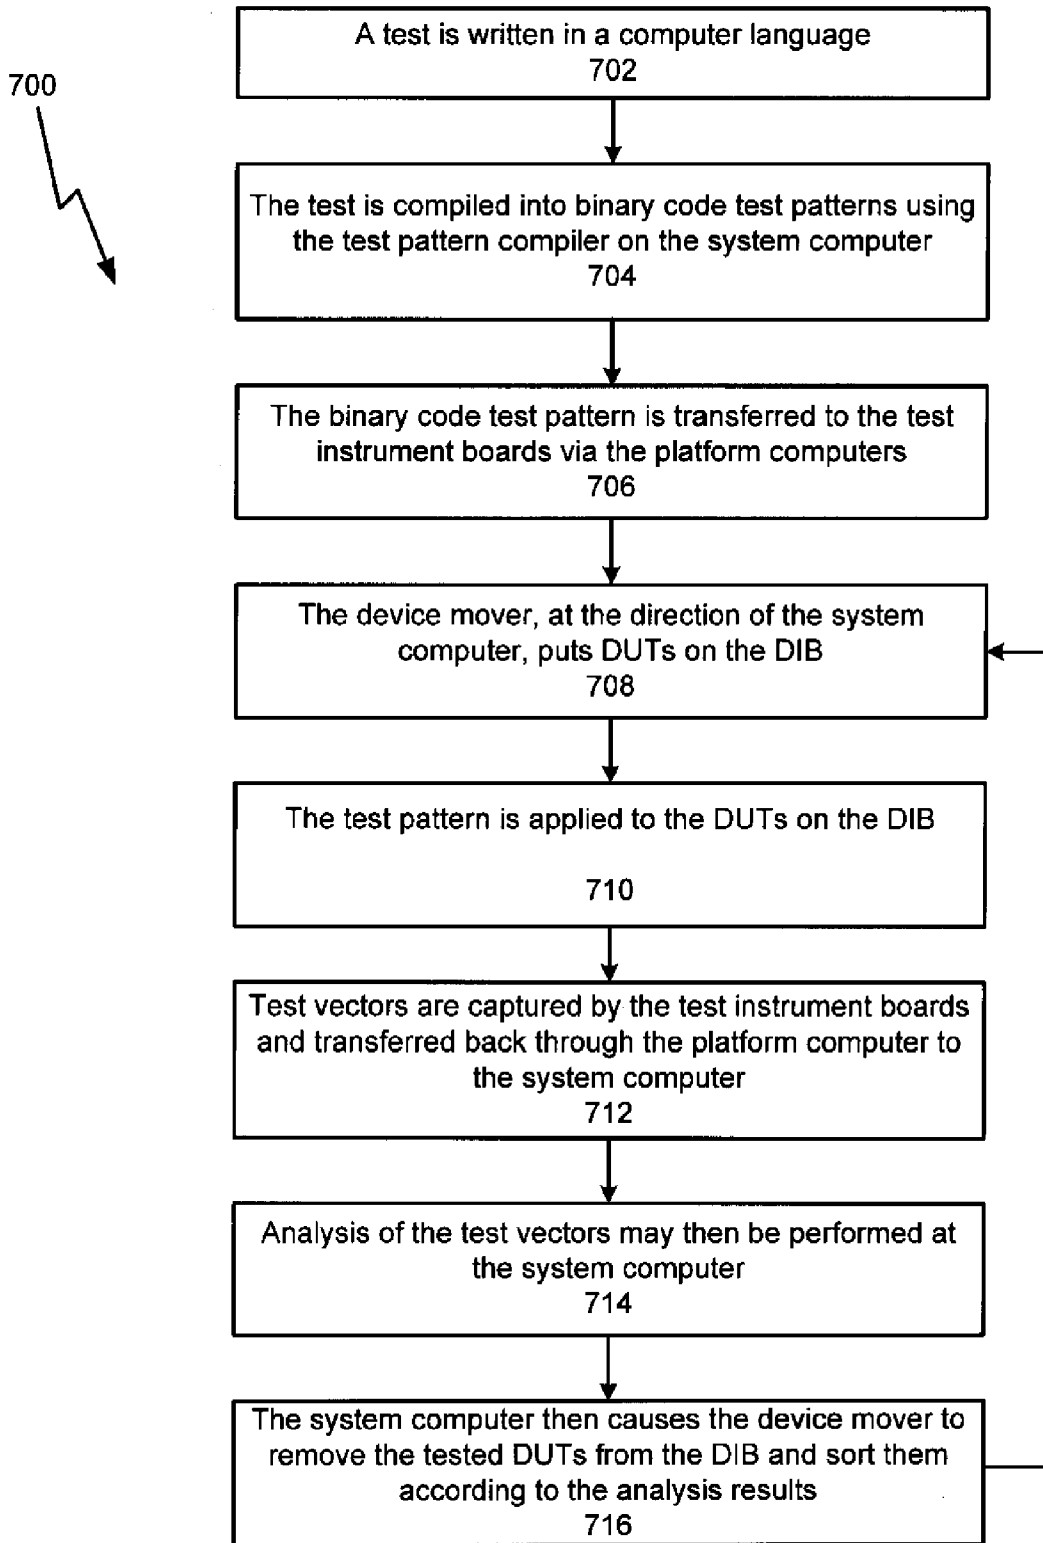 700
A test is written in a computer language
702
The test is compiled into binary code test patterns using
the test pattern compiler on the system computer
704
The binary code test pattern is transferred to the test
instrument boards via the platform computers
706
The device mover, at the direction of the system
computer, puts DUTs on the DIB
708
The test pattern is applied to the DUTs on the DIB
710
Test vectors are captured by the test instrument boards
and transferred back through the platform computer to
the system computer
712
Analysis of the test vectors may then be performed at
the system computer
714
The system computer then causes the device mover to
remove the tested DUTs from the DIB and sort them
according to the analysis results
716